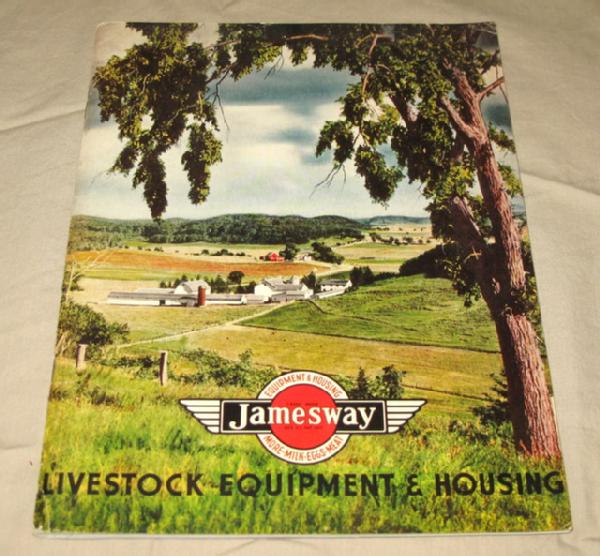 EQUIPMENT & HOUSING
Jamesway
MORE-MILK-EGGS-MEAT
LIVESTOCK EQUIPMENT & HOUSING